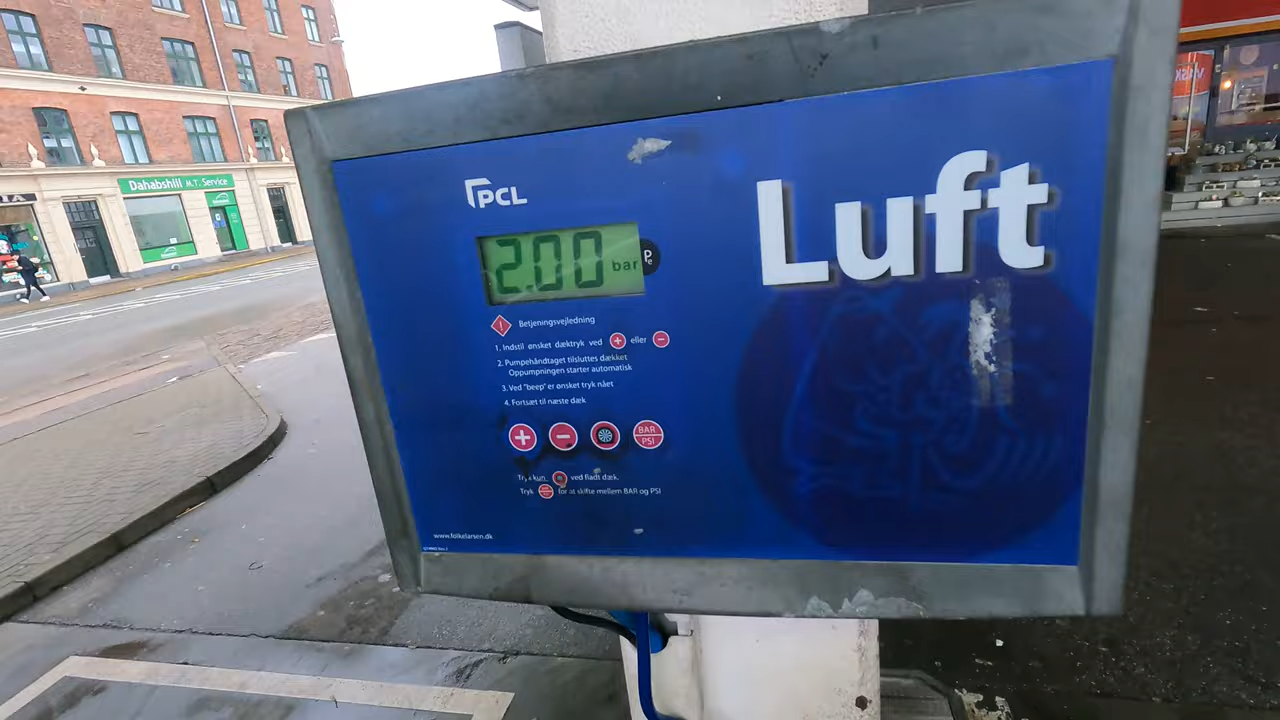 Dahabshiil M.T. Service
PCL
Luft
2.00 bar
Betjeningsvejledning
1. Indstil ønsket dæktryk ved + eller −
2. Pumpehåndtaget tilsluttes dækket
Oppumpningen starter automatisk
3. Ved "beep" er ønsket tryk nået
4. Fortsæt til næste dæk
+ − BAR PSI
Tryk kun ved fladt dæk.
Tryk for at skifte mellem BAR og PSI
www.folkelarsen.dk